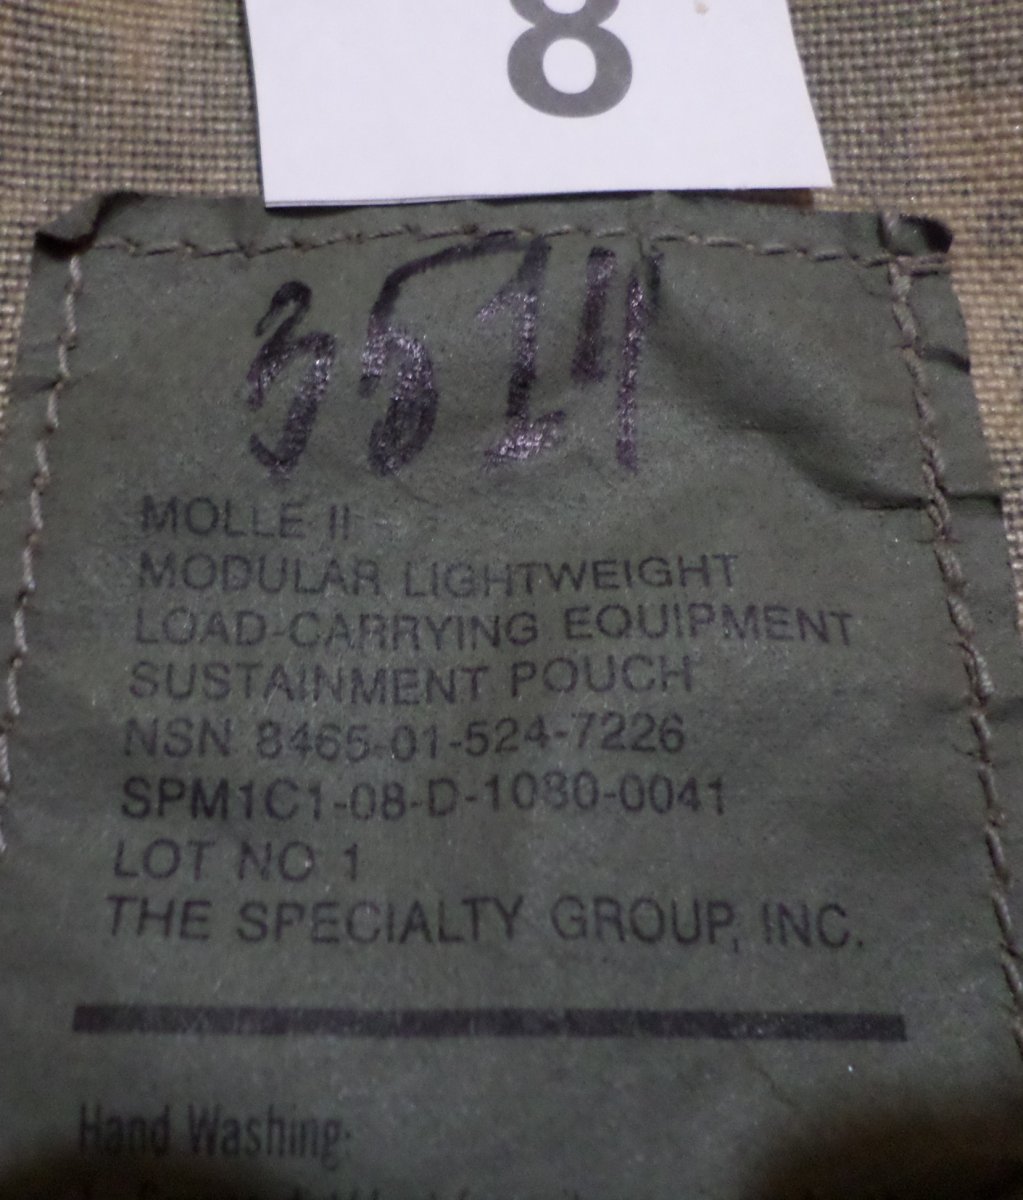 8
3514
MOLLE II
MODULAR LIGHTWEIGHT
LOAD-CARRYING EQUIPMENT
SUSTAINMENT POUCH
NSN 8465-01-524-7226
SPM1C1-08-D-1080-0041
LOT NO 1
THE SPECIALTY GROUP, INC.
Hand Washing: